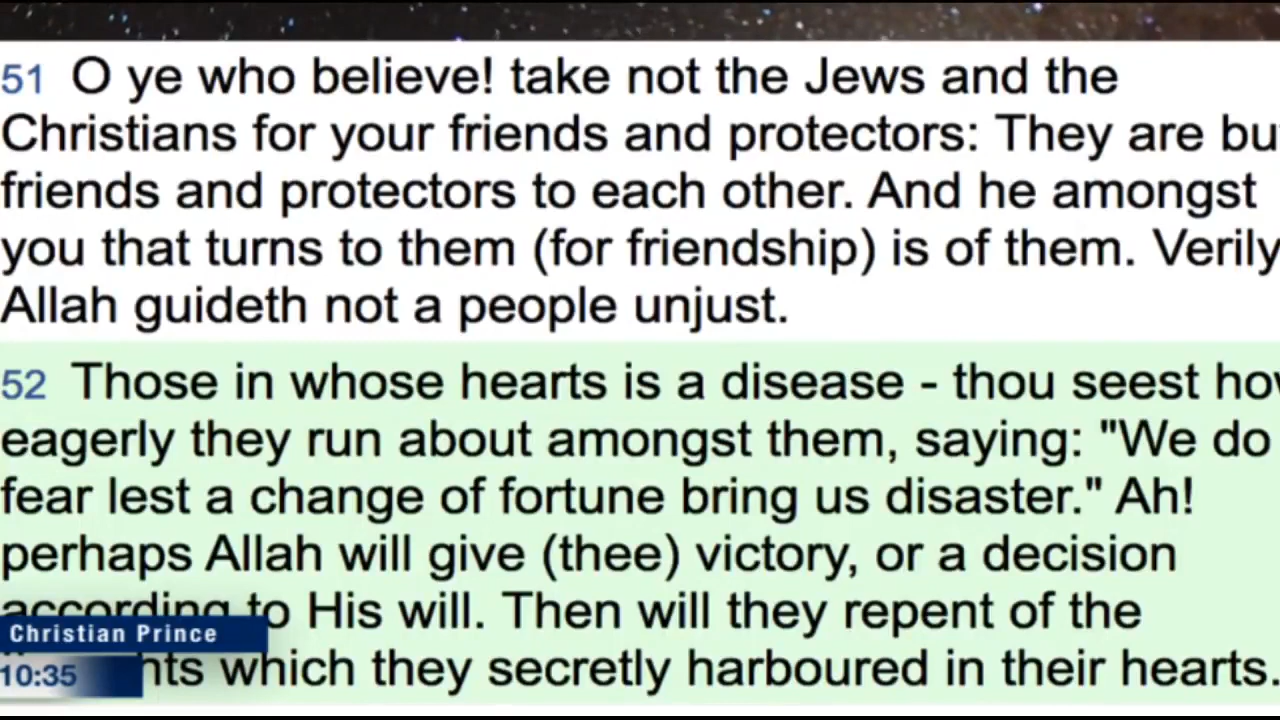 51 O ye who believe! take not the Jews and the
Christians for your friends and protectors: They are bu
friends and protectors to each other. And he amongst
you that turns to them (for friendship) is of them. Verily
Allah guideth not a people unjust.
52 Those in whose hearts is a disease - thou seest how
eagerly they run about amongst them, saying: "We do
fear lest a change of fortune bring us disaster." Ah!
perhaps Allah will give (thee) victory, or a decision
according to His will. Then will they repent of the
Christian Prince
hts which they secretly harboured in their hearts.
10:35